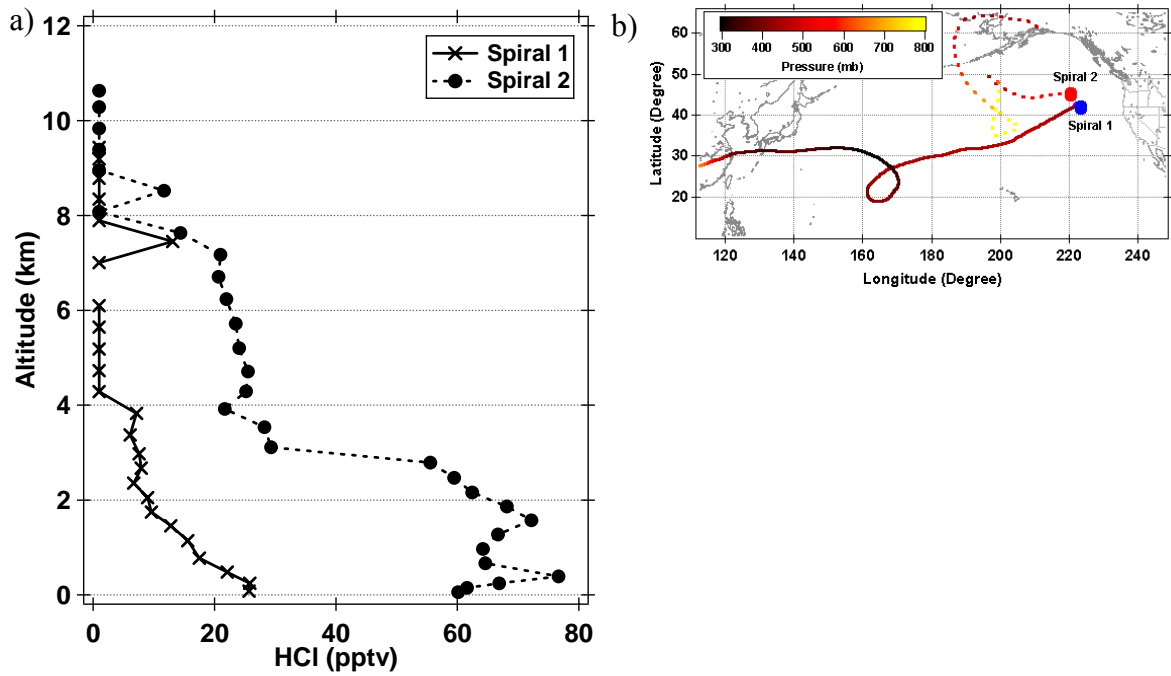 a)
12
10
8
6
4
2
0
Altitude (km)
Spiral 1
Spiral 2
0 20 40 60 80
HCl (pptv)
b)
60
50
40
30
20
Latitude (Degree)
300 400 500 600 700 800
Pressure (mb)
Spiral 2
Spiral 1
120 140 160 180 200 220 240
Longitude (Degree)